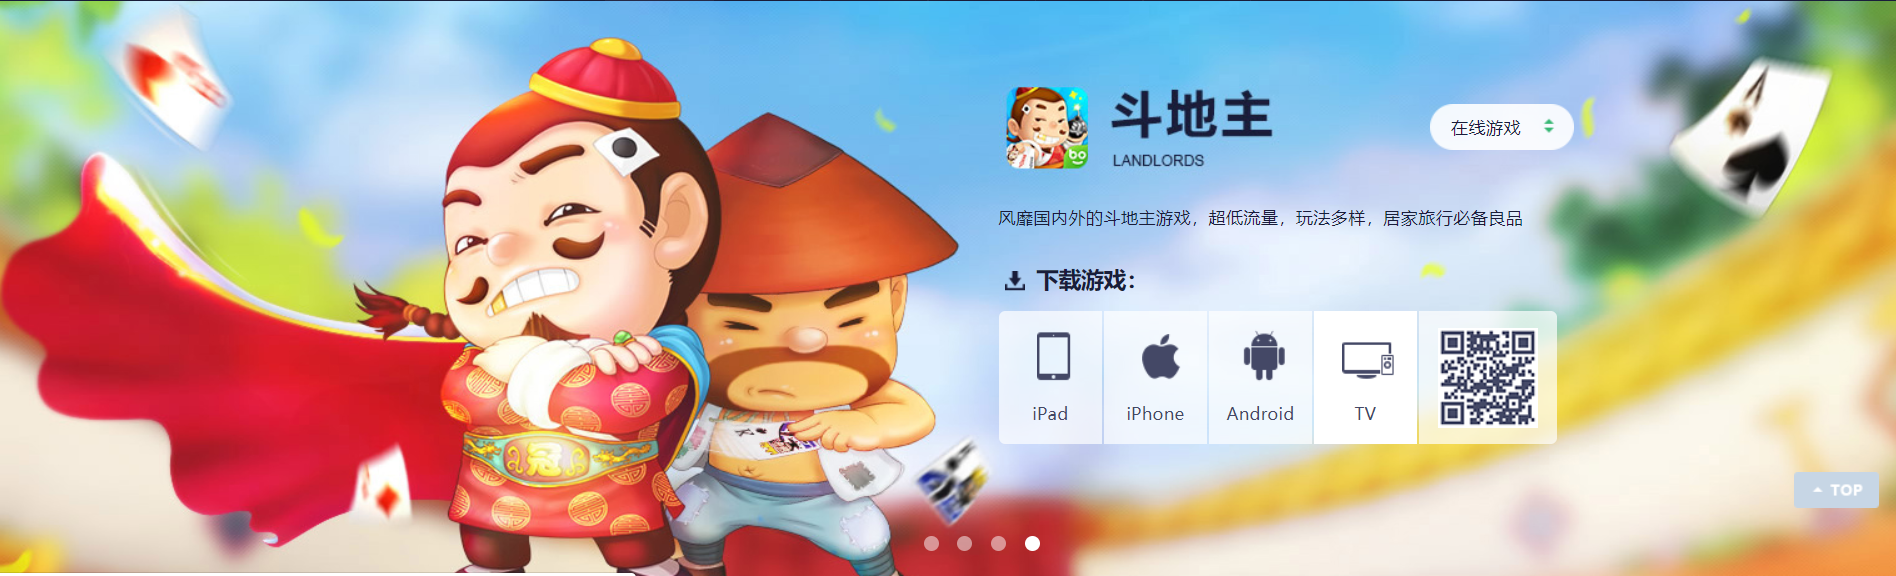 斗地主
LANDLORDS
在线游戏
风靡国内外的斗地主游戏，超低流量，玩法多样，居家旅行必备良品
下载游戏：
iPad
iPhone
Android
TV
冠
K
TOP